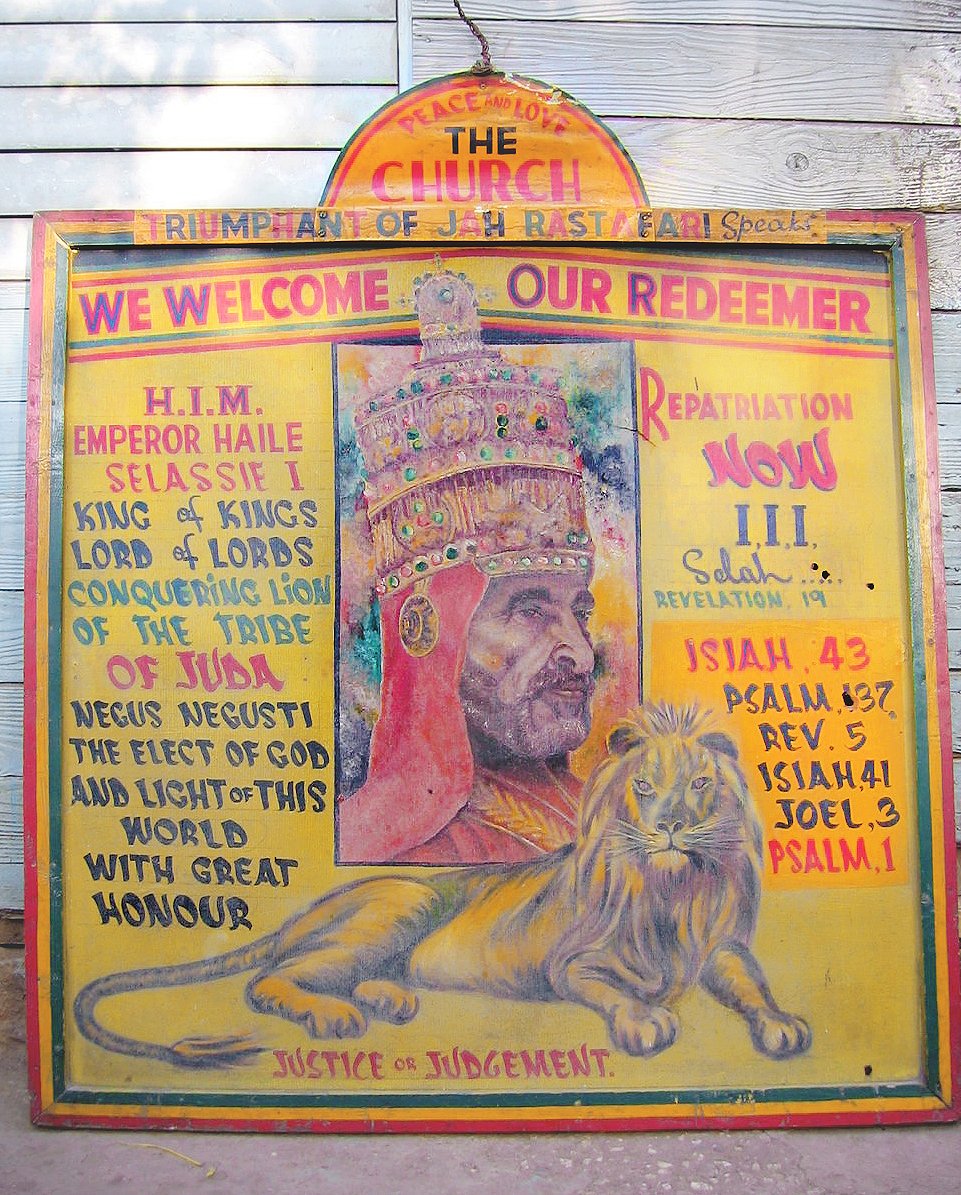 PEACE AND LOVE
THE
CHURCH
TRIUMPHANT OF JAH RASTAFARI Speaks.
WE WELCOME OUR REDEEMER
H.I.M.
EMPEROR HAILE
SELASSIE I
KING of KINGS
LORD of LORDS
CONQUERING LION
OF THE TRIBE
OF JUDA
NEGUS NEGUSTI
THE ELECT OF GOD
AND LIGHT OF THIS
WORLD
WITH GREAT
HONOUR
REPATRIATION
NOW
I,I,I,
Selah .....
REVELATION, 19
ISIAH, 43
PSALM, 137,
REV. 5
ISIAH,41
JOEL,3
PSALM,1
JUSTICE OR JUDGEMENT.